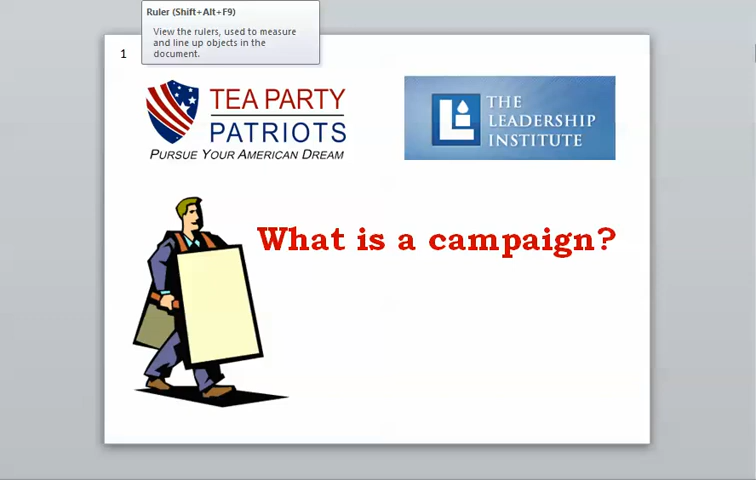 Ruler (Shift+Alt+F9)
View the rulers, used to measure
and line up objects in the
document.
1
TEA PARTY
PATRIOTS
PURSUE YOUR AMERICAN DREAM
LI
THE
LEADERSHIP
INSTITUTE
What is a campaign?